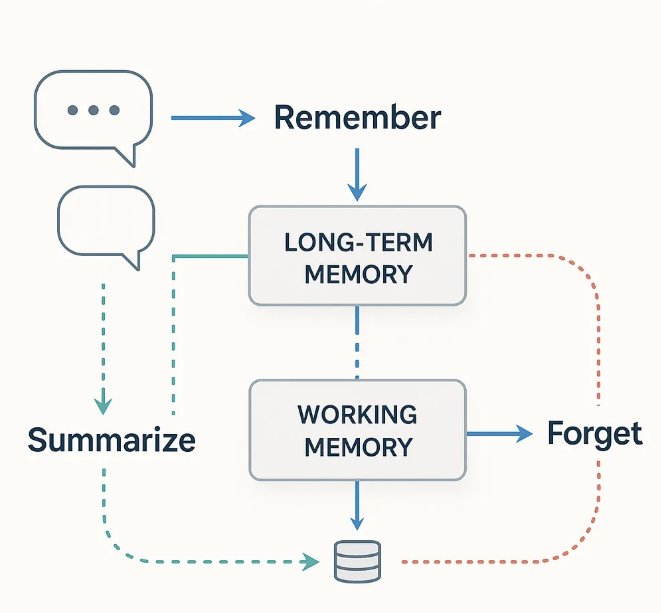 Remember
LONG-TERM
MEMORY
WORKING
MEMORY
Summarize
Forget